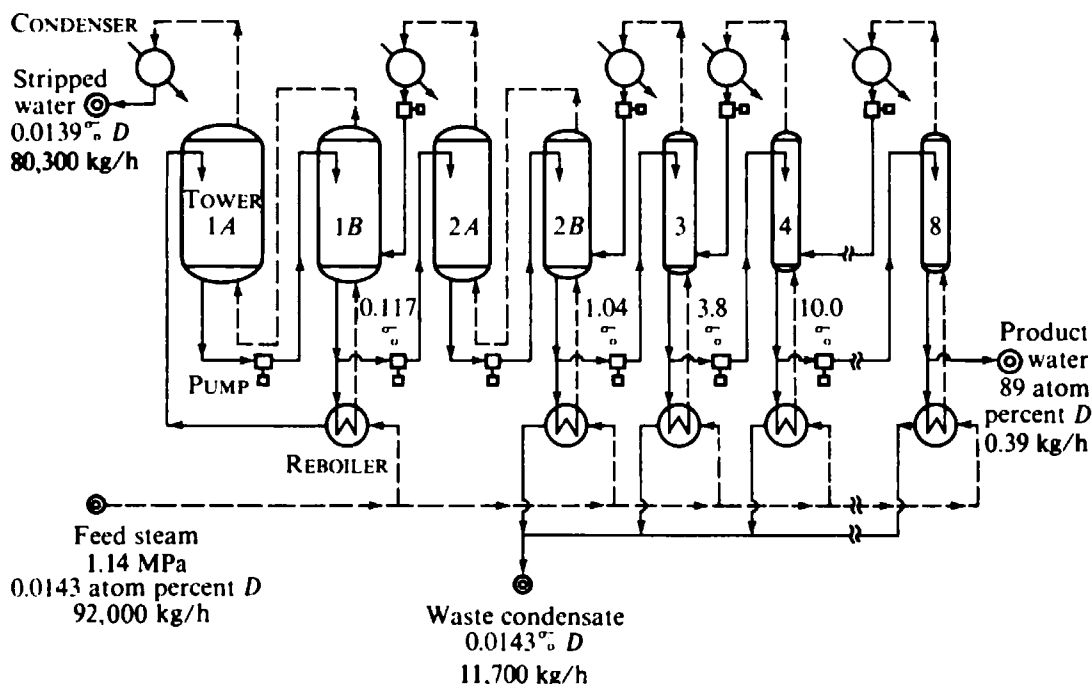 CONDENSER
Stripped
water
0.0139% D
80,300 kg/h
TOWER
1A
1B
2A
2B
3
4
8
0.117
%
1.04
%
3.8
%
10.0
%
PUMP
REBOILER
Product
water
89 atom
percent D
0.39 kg/h
Feed steam
1.14 MPa
0.0143 atom percent D
92,000 kg/h
Waste condensate
0.0143% D
11,700 kg/h